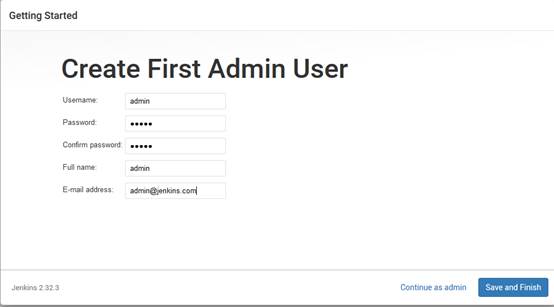 Getting Started
Create First Admin User
Username: admin
Password: •••••
Confirm password: •••••
Full name: admin
E-mail address: admin@jenkins.com
Jenkins 2.32.3 Continue as admin Save and Finish